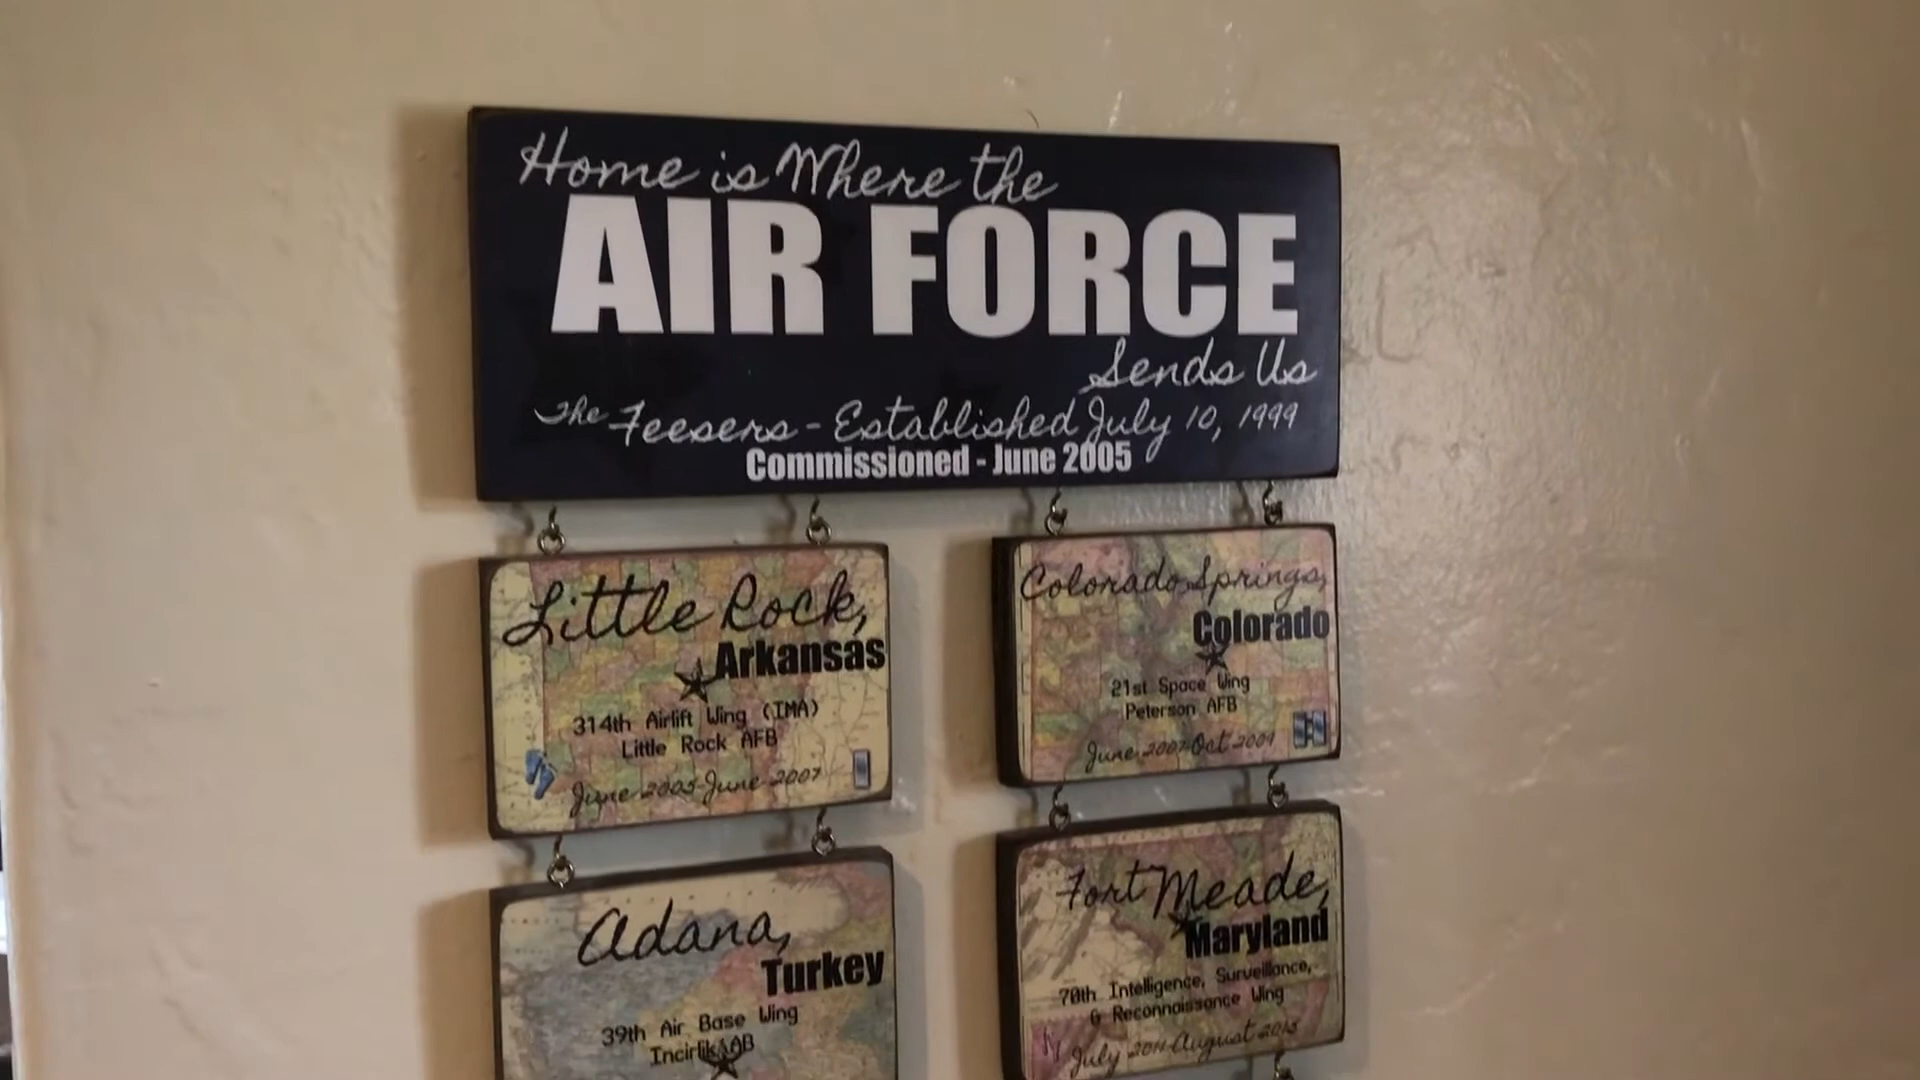 Home is Where the
AIR FORCE
Sends Us
The Feesers - Established July 10, 1999
Commissioned - June 2005
Little Rock,
Arkansas
314th Airlift Wing (IMA)
Little Rock AFB
June 2005-June 2007
Colorado Springs,
Colorado
21st Space Wing
Peterson AFB
June 2007-Oct 2009
Adana,
Turkey
39th Air Base Wing
Incirlik AB
Fort Meade,
Maryland
70th Intelligence, Surveillance,
& Reconnaissance Wing
July 2011-August 2015